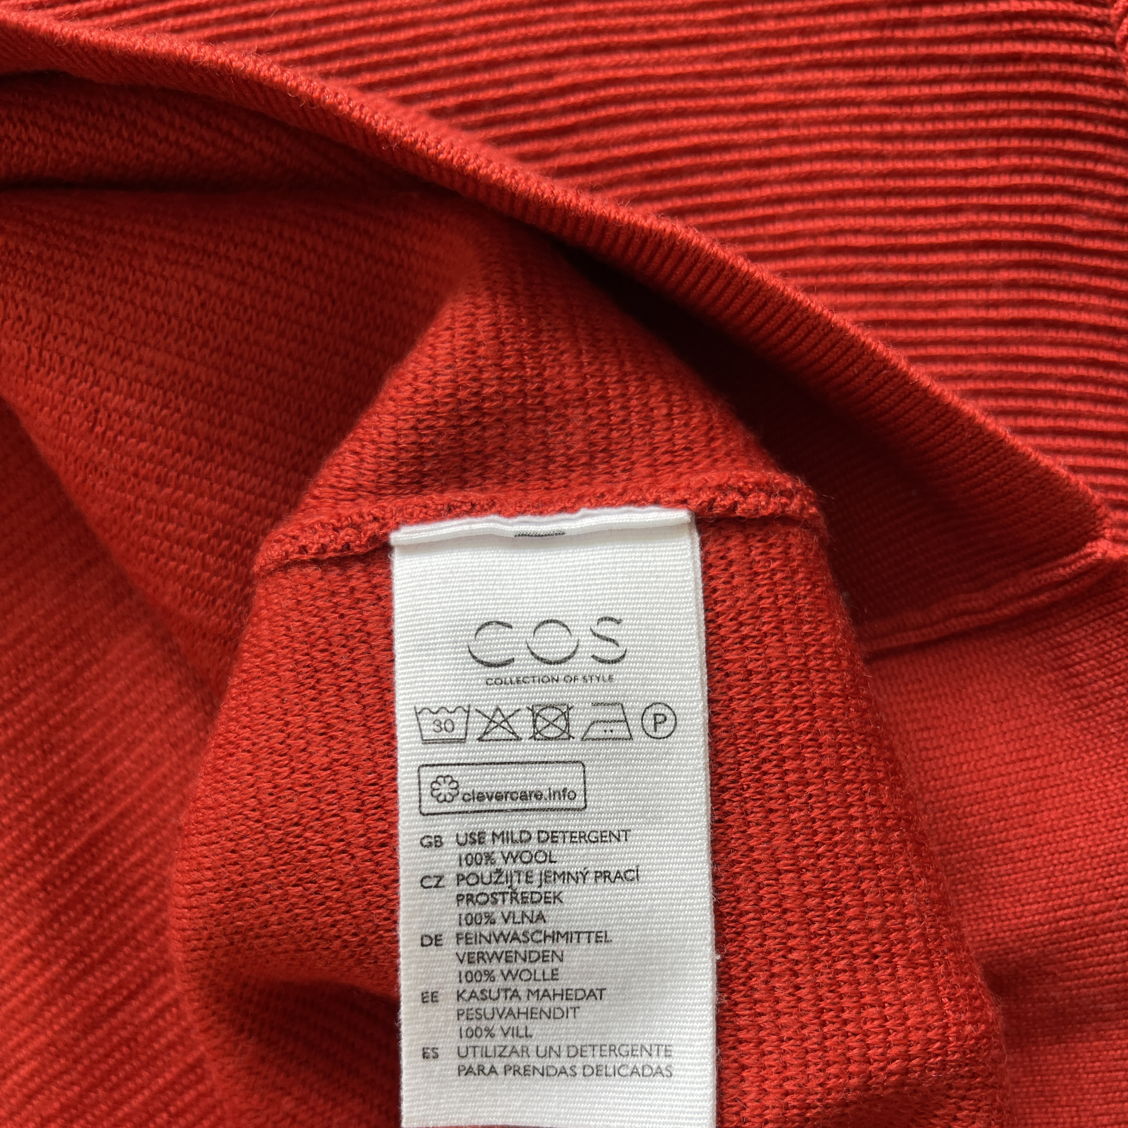 COS
COLLECTION OF STYLE
30
P
clevercare.info
GB USE MILD DETERGENT
100% WOOL
CZ POUŽIJTE JEMNÝ PRACÍ
PROSTŘEDEK
100% VLNA
DE FEINWASCHMITTEL
VERWENDEN
100% WOLLE
EE KASUTA MAHEDAT
PESUVAHENDIT
100% VILL
ES UTILIZAR UN DETERGENTE
PARA PRENDAS DELICADAS